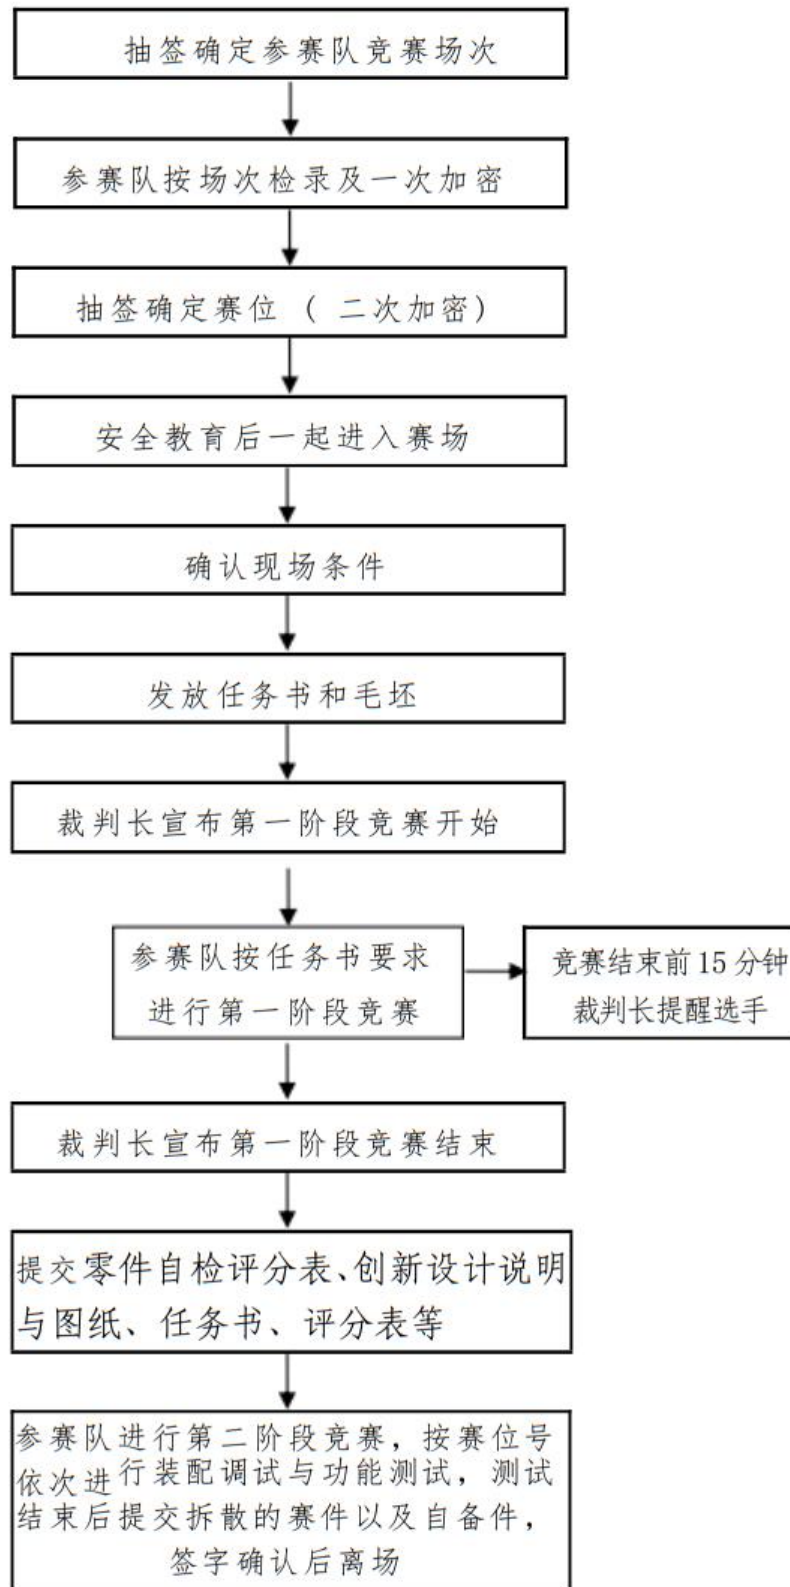 抽签确定参赛队竞赛场次
参赛队按场次检录及一次加密
抽签确定赛位 ( 二次加密)
安全教育后一起进入赛场
确认现场条件
发放任务书和毛坯
裁判长宣布第一阶段竞赛开始
参赛队按任务书要求
进行第一阶段竞赛
竞赛结束前 15 分钟
裁判长提醒选手
裁判长宣布第一阶段竞赛结束
提交零件自检评分表、创新设计说明
与图纸、任务书、评分表等
参赛队进行第二阶段竞赛，按赛位号
依次进行装配调试与功能测试，测试
结束后提交拆散的赛件以及自备件，
签字确认后离场